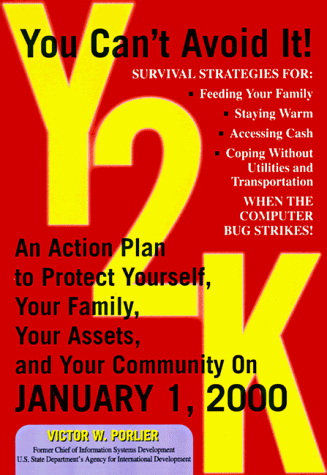 You Can't Avoid It!
SURVIVAL STRATEGIES FOR:
▪ Feeding Your Family
▪ Staying Warm
▪ Accessing Cash
▪ Coping Without
Utilities and
Transportation
WHEN THE
COMPUTER
BUG STRIKES!
Y2K
An Action Plan
to Protect Yourself,
Your Family,
Your Assets,
and Your Community On
JANUARY 1, 2000
VICTOR W. PORLIER
Former Chief of Information Systems Development
U.S. State Department's Agency for International Development